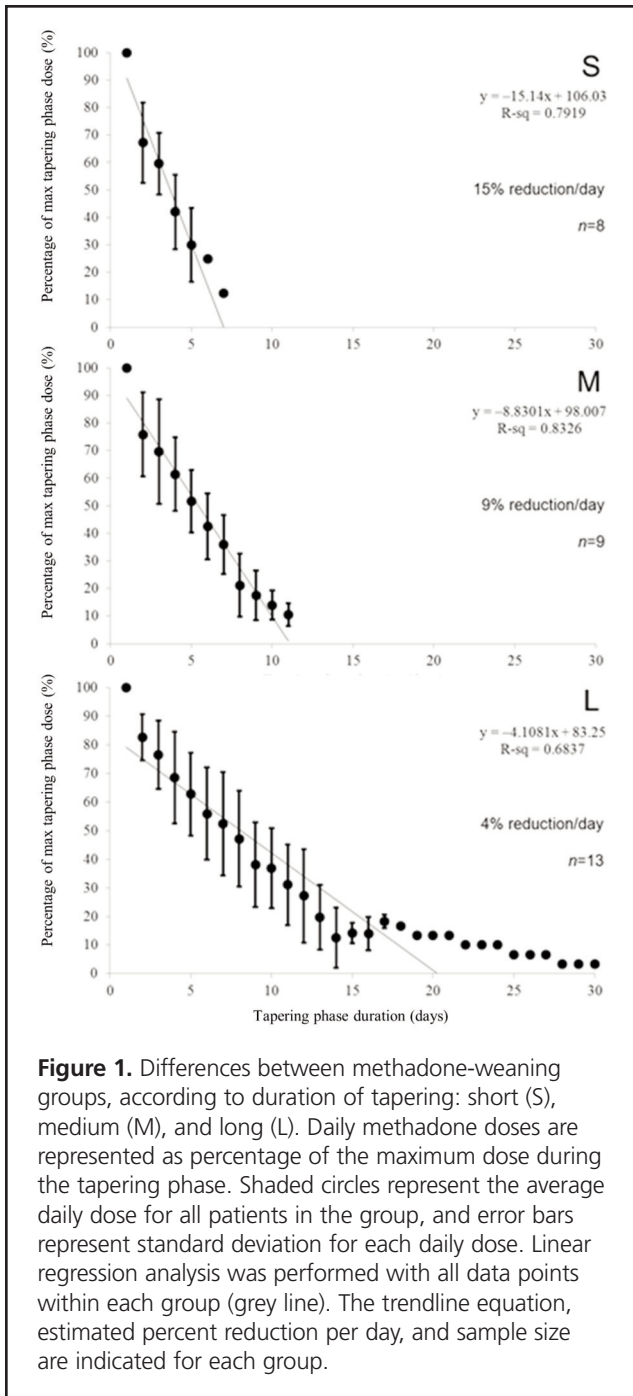 Percentage of max tapering phase dose (%)
100
90
80
70
60
50
40
30
20
10
0
0 5 10 15 20 25 30
S
y = –15.14x + 106.03
R-sq = 0.7919
15% reduction/day
n=8
Percentage of max tapering phase dose (%)
100
90
80
70
60
50
40
30
20
10
0
0 5 10 15 20 25 30
M
y = –8.8301x + 98.007
R-sq = 0.8326
9% reduction/day
n=9
Percentage of max tapering phase dose (%)
100
90
80
70
60
50
40
30
20
10
0
0 5 10 15 20 25 30
L
y = –4.1081x + 83.25
R-sq = 0.6837
4% reduction/day
n=13
Tapering phase duration (days)
Figure 1. Differences between methadone-weaning
groups, according to duration of tapering: short (S),
medium (M), and long (L). Daily methadone doses are
represented as percentage of the maximum dose during
the tapering phase. Shaded circles represent the average
daily dose for all patients in the group, and error bars
represent standard deviation for each daily dose. Linear
regression analysis was performed with all data points
within each group (grey line). The trendline equation,
estimated percent reduction per day, and sample size
are indicated for each group.